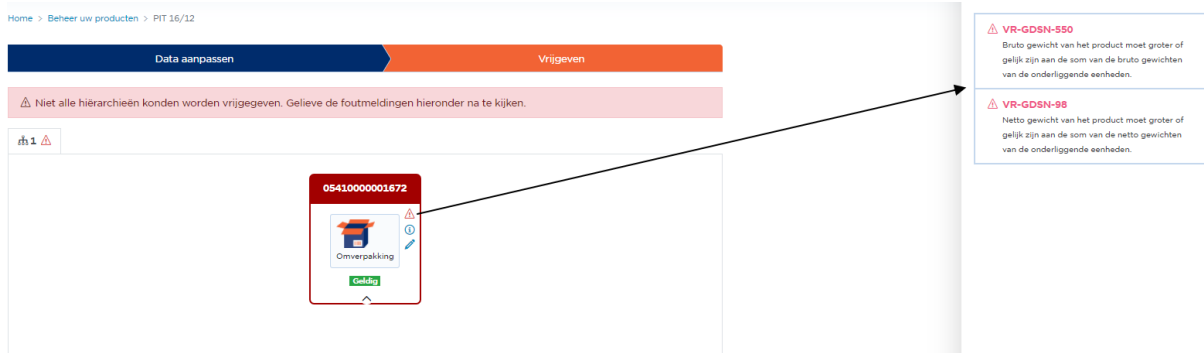 Home > Beheer uw producten > PIT 16/12
Data aanpassen
Vrijgeven
Niet alle hiërarchieën konden worden vrijgegeven. Gelieve de foutmeldingen hieronder na te kijken.
1
05410000001672
Omverpakking
Geldig
VR-GDSN-550
Bruto gewicht van het product moet groter of
gelijk zijn aan de som van de bruto gewichten
van de onderliggende eenheden.
VR-GDSN-98
Netto gewicht van het product moet groter of
gelijk zijn aan de som van de netto gewichten
van de onderliggende eenheden.